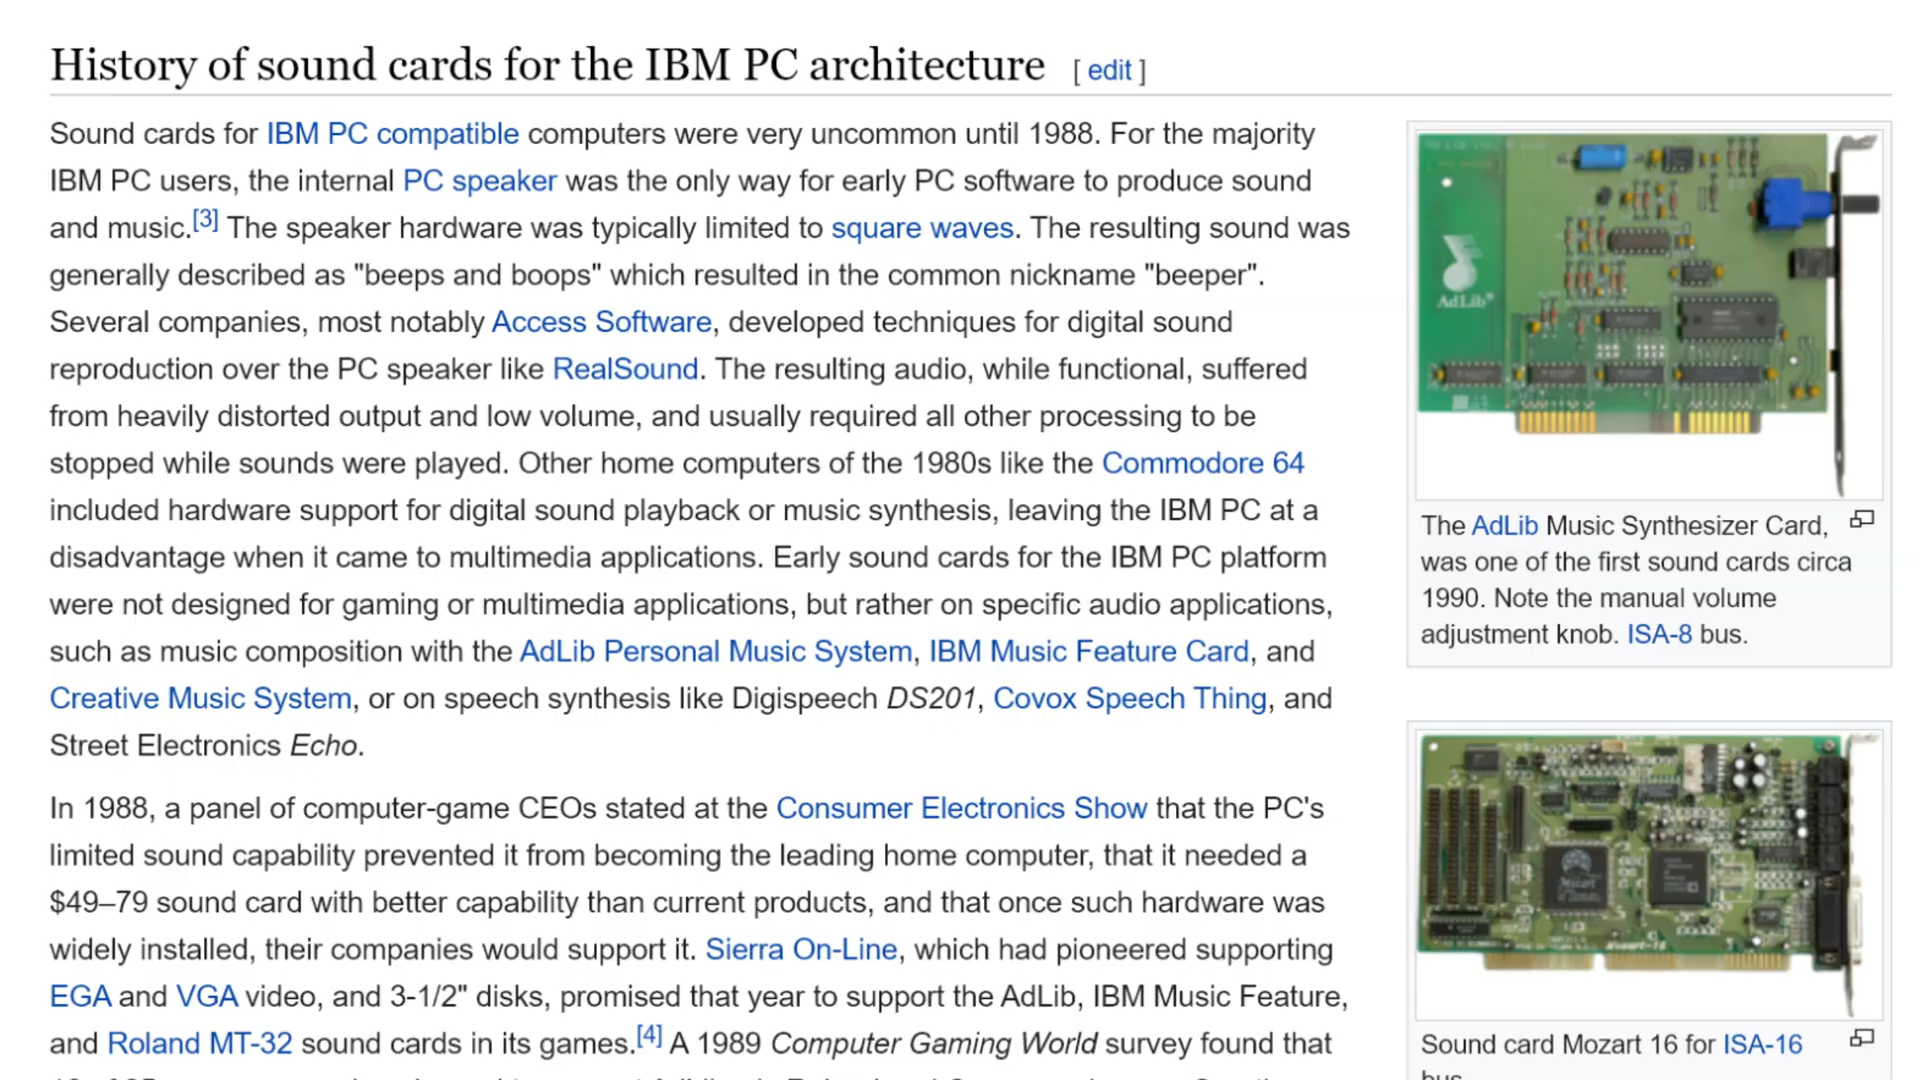 History of sound cards for the IBM PC architecture [ edit ]
Sound cards for IBM PC compatible computers were very uncommon until 1988. For the majority
IBM PC users, the internal PC speaker was the only way for early PC software to produce sound
and music.[3] The speaker hardware was typically limited to square waves. The resulting sound was
generally described as "beeps and boops" which resulted in the common nickname "beeper".
Several companies, most notably Access Software, developed techniques for digital sound
reproduction over the PC speaker like RealSound. The resulting audio, while functional, suffered
from heavily distorted output and low volume, and usually required all other processing to be
stopped while sounds were played. Other home computers of the 1980s like the Commodore 64
included hardware support for digital sound playback or music synthesis, leaving the IBM PC at a
disadvantage when it came to multimedia applications. Early sound cards for the IBM PC platform
were not designed for gaming or multimedia applications, but rather on specific audio applications,
such as music composition with the AdLib Personal Music System, IBM Music Feature Card, and
Creative Music System, or on speech synthesis like Digispeech DS201, Covox Speech Thing, and
Street Electronics Echo.
In 1988, a panel of computer-game CEOs stated at the Consumer Electronics Show that the PC's
limited sound capability prevented it from becoming the leading home computer, that it needed a
$49–79 sound card with better capability than current products, and that once such hardware was
widely installed, their companies would support it. Sierra On-Line, which had pioneered supporting
EGA and VGA video, and 3-1/2" disks, promised that year to support the AdLib, IBM Music Feature,
and Roland MT-32 sound cards in its games.[4] A 1989 Computer Gaming World survey found that
AdLib®
The AdLib Music Synthesizer Card,
was one of the first sound cards circa
1990. Note the manual volume
adjustment knob. ISA-8 bus.
Mozart
Sound card Mozart 16 for ISA-16
bus